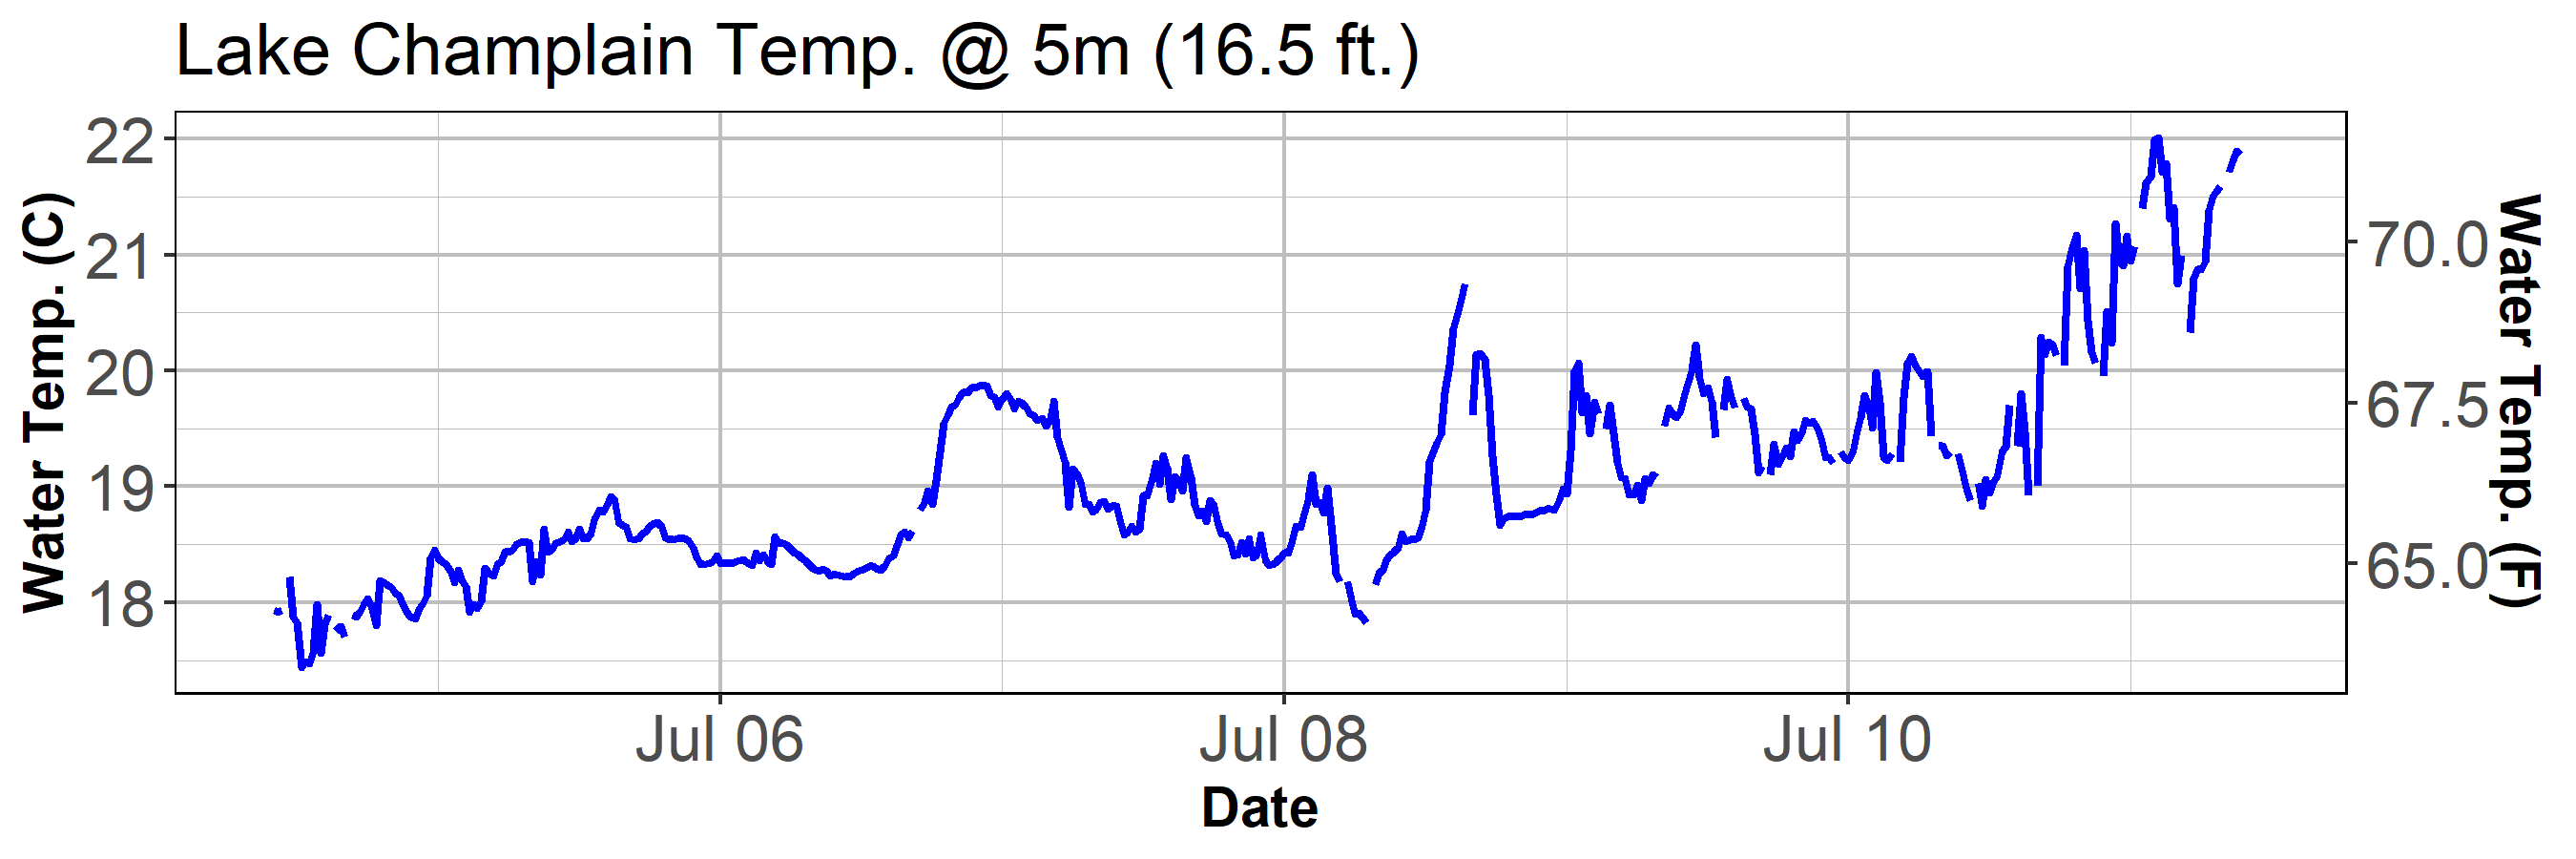 Lake Champlain Temp. @ 5m (16.5 ft.)
Water Temp. (C)
22
21
20
19
18
70.0
67.5
65.0
Water Temp. (F)
Jul 06
Jul 08
Jul 10
Date